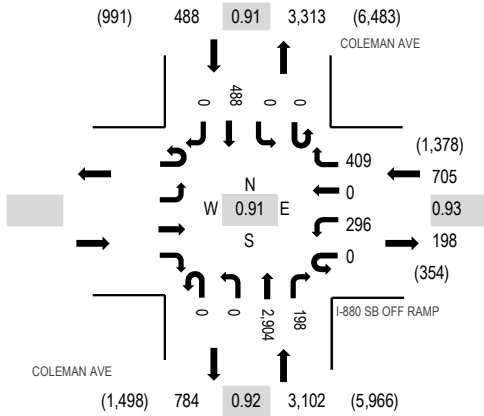 (991) 488 0.91 3,313 (6,483)
COLEMAN AVE
0 488 0 0
(1,378)
409
705
N
0
W 0.91 E
0.93
296
198
S
0
(354)
0 0 2,904 198
I-880 SB OFF RAMP
COLEMAN AVE
(1,498) 784 0.92 3,102 (5,966)